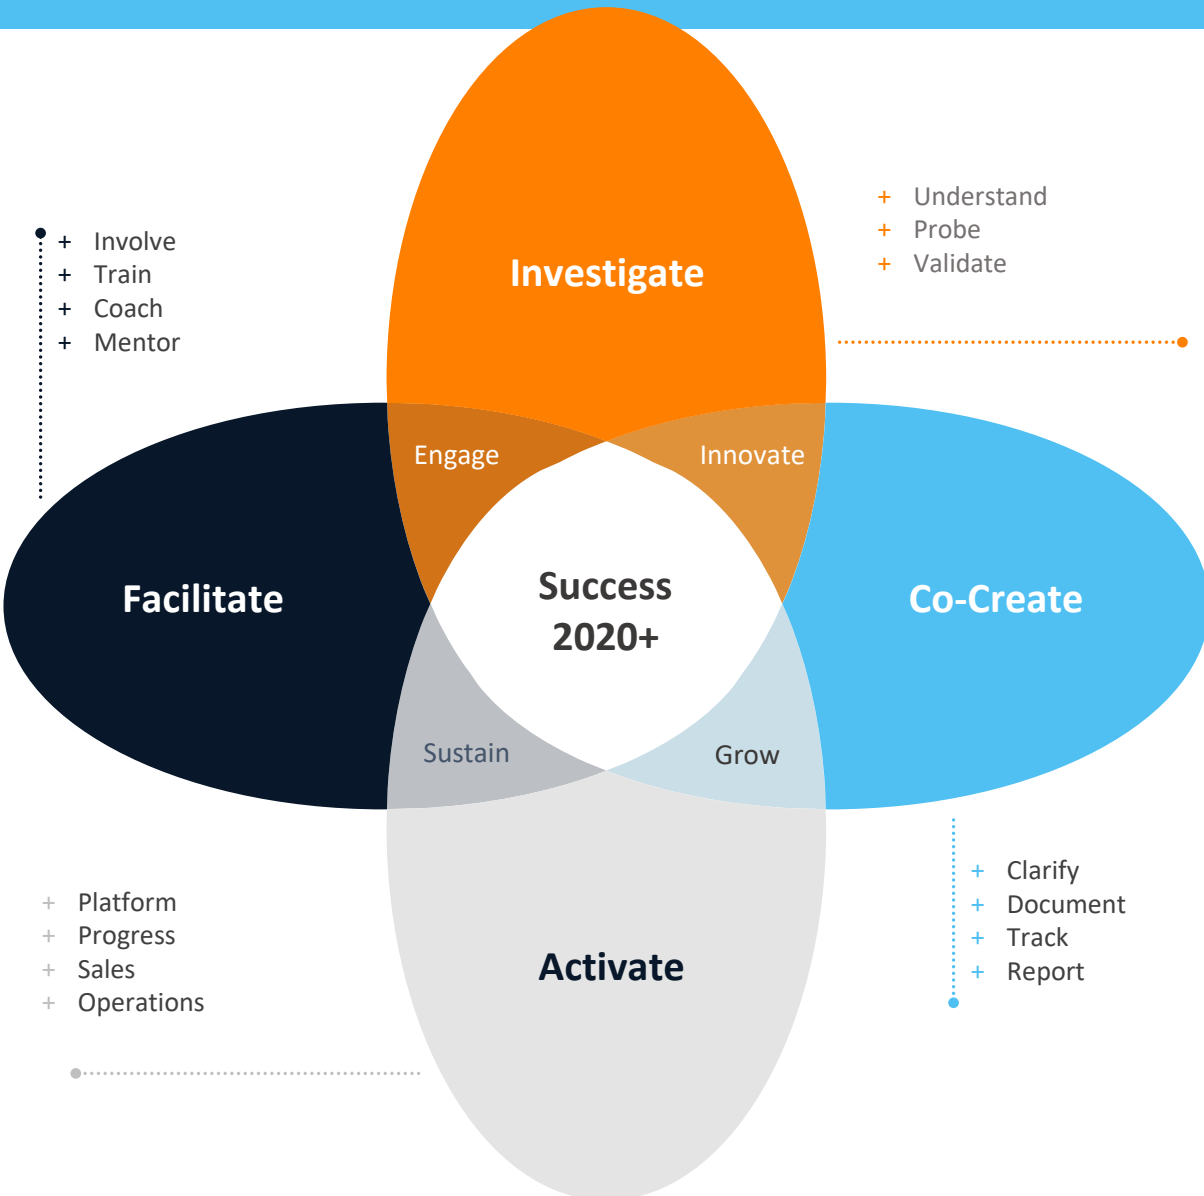 Investigate
+ Understand
+ Probe
+ Validate
+ Involve
+ Train
+ Coach
+ Mentor
Engage
Innovate
Facilitate
Success
2020+
Co-Create
Sustain
Grow
Activate
+ Platform
+ Progress
+ Sales
+ Operations
+ Clarify
+ Document
+ Track
+ Report